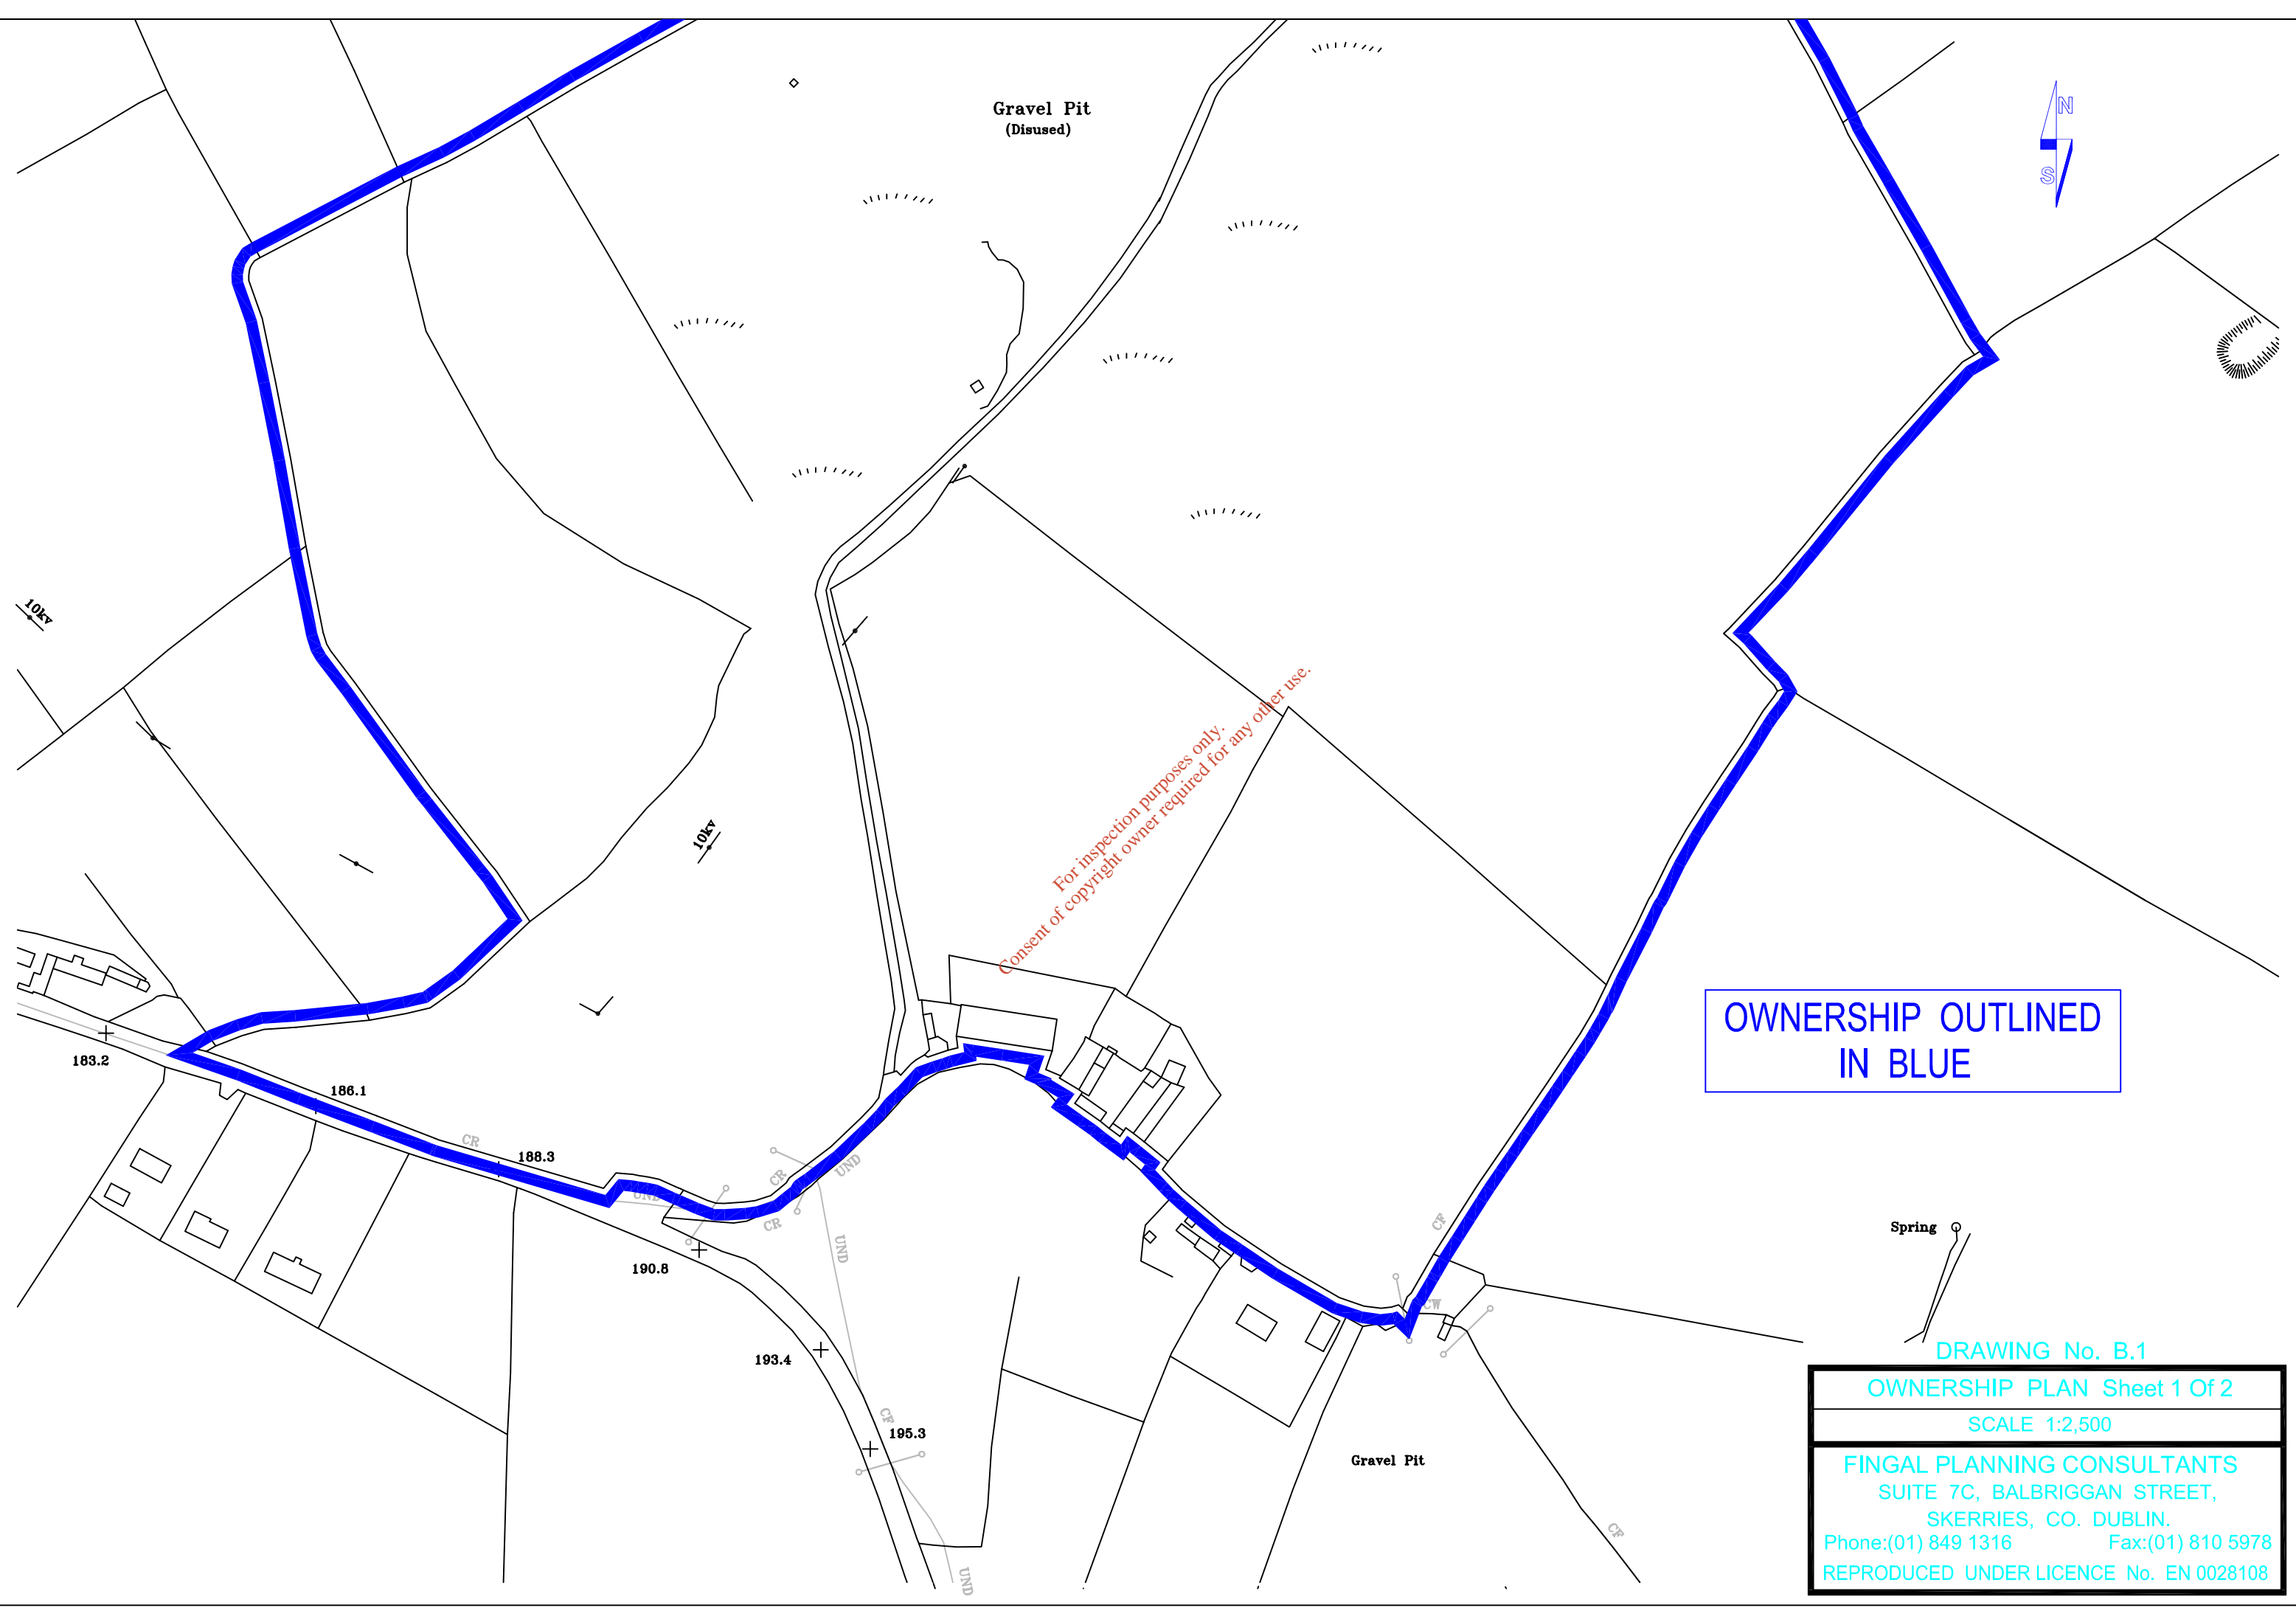 Gravel Pit
(Disused)
N
S
10kv
10kv
For inspection purposes only.
Consent of copyright owner required for any other use.
OWNERSHIP OUTLINED
IN BLUE
183.2
186.1
CR
188.3
UND
CR
UND
CR
UND
190.8
193.4
CF
195.3
UND
CF
CW
Spring
Gravel Pit
CF
DRAWING No. B.1
OWNERSHIP PLAN Sheet 1 Of 2
SCALE 1:2,500
FINGAL PLANNING CONSULTANTS
SUITE 7C, BALBRIGGAN STREET,
SKERRIES, CO. DUBLIN.
Phone:(01) 849 1316 Fax:(01) 810 5978
REPRODUCED UNDER LICENCE No. EN 0028108